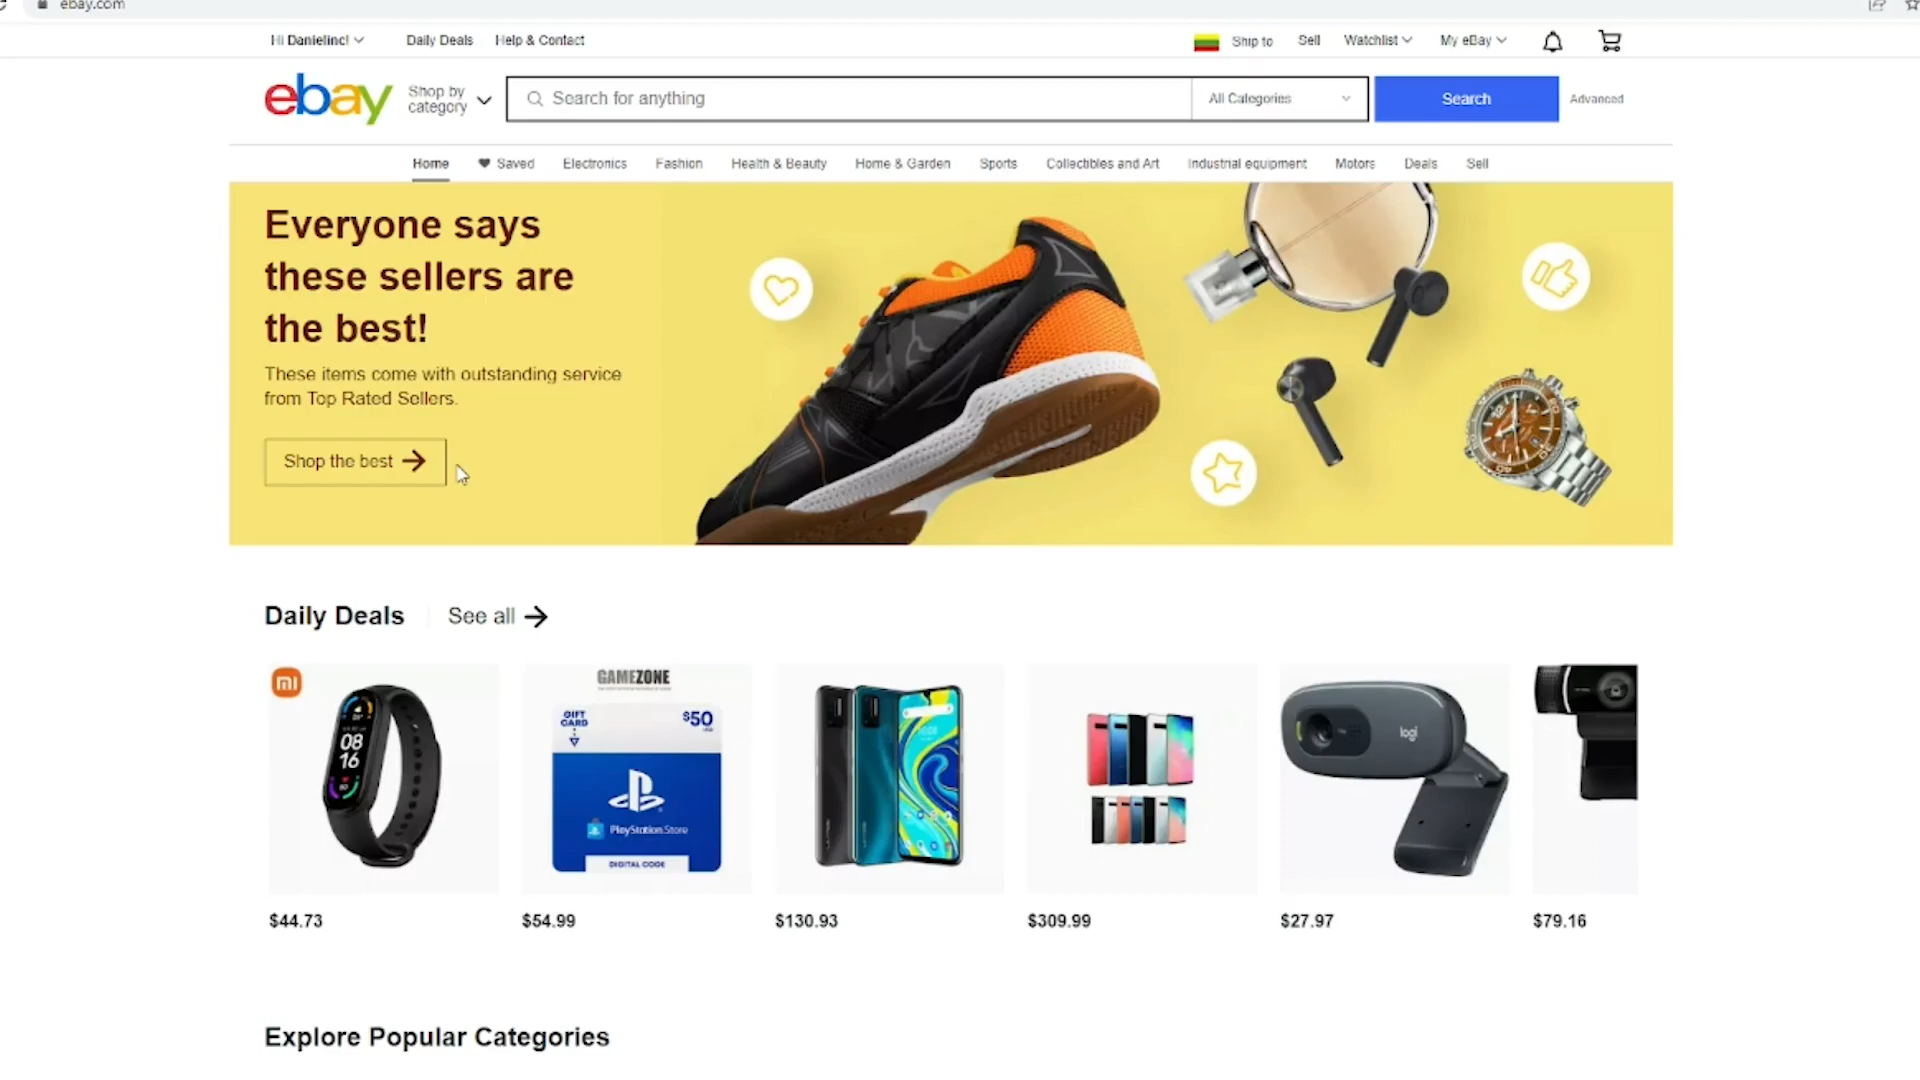 ebay.com
Hi Danielinc! Daily Deals Help & Contact Ship to Sell Watchlist My eBay
ebay
Shop by category
Search for anything
All Categories
Search
Advanced
Home Saved Electronics Fashion Health & Beauty Home & Garden Sports Collectibles and Art Industrial equipment Motors Deals Sell
Everyone says
these sellers are
the best!
These items come with outstanding service
from Top Rated Sellers.
Shop the best
Daily Deals See all
08
16
GAMEZONE
GIFT
CARD
$50
PlayStation.Store
DIGITAL CODE
logi
$44.73 $54.99 $130.93 $309.99 $27.97 $79.16
Explore Popular Categories